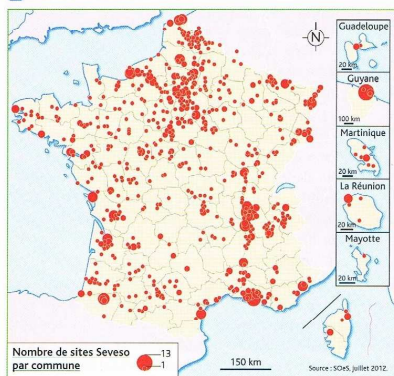 N
Guadeloupe
20 km
Guyane
100 km
Martinique
20 km
La Réunion
20 km
Mayotte
20 km
Nombre de sites Seveso
par commune
13
1
150 km
Source : SOeS, juillet 2012.